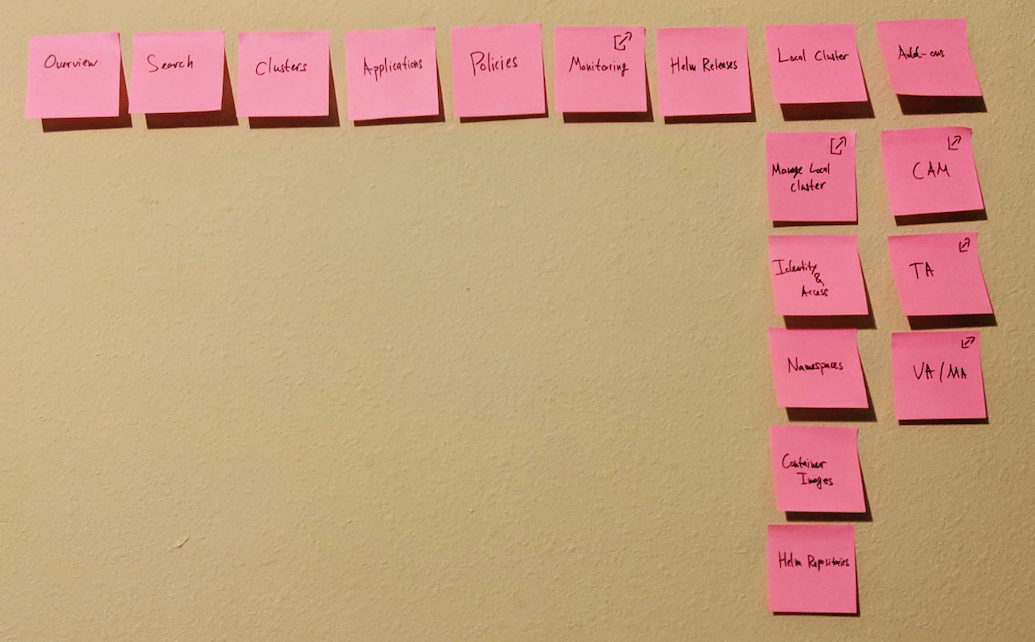 Overview
Search
Clusters
Applications
Policies
Monitoring
Helm Releases
Local Cluster
Add-ons
Manage Local
Cluster
Identity
&
Access
Namespaces
Container
Images
Helm Repositories
CAM
TA
VA/MA